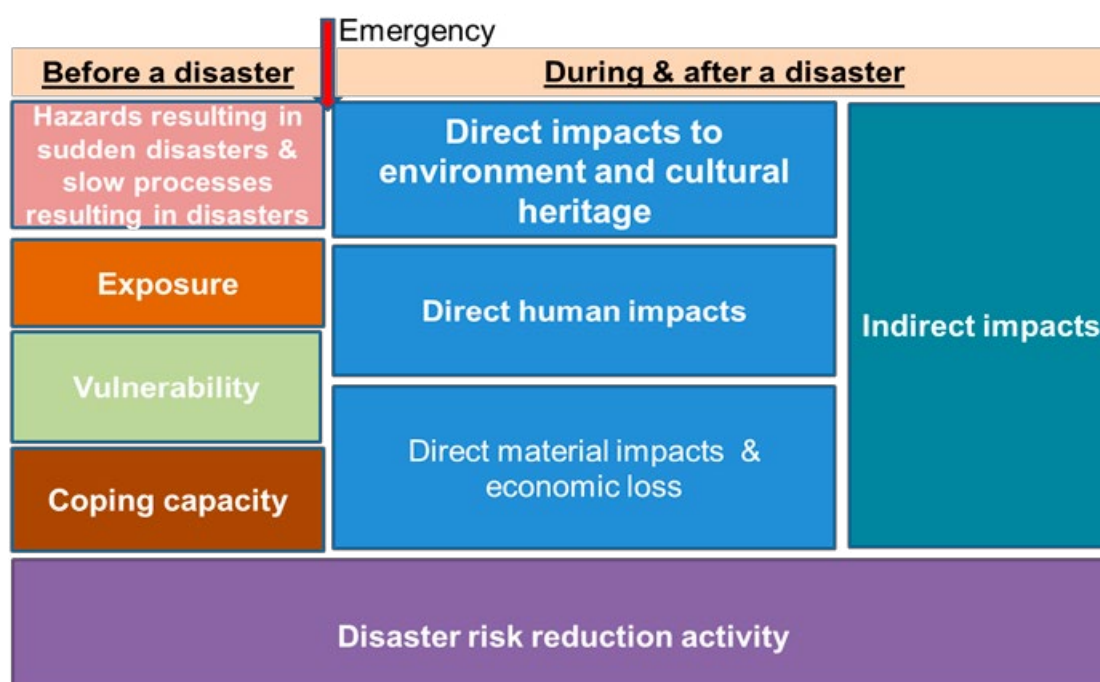 Emergency
Before a disaster
During & after a disaster
Hazards resulting in
sudden disasters &
slow processes
resulting in disasters
Exposure
Vulnerability
Coping capacity
Direct impacts to
environment and cultural
heritage
Direct human impacts
Direct material impacts &
economic loss
Indirect impacts
Disaster risk reduction activity